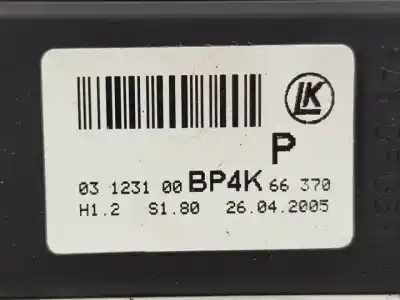 LK
P
03 1231 00 BP4K 66 370
H1.2 S1.80 26.04.2005